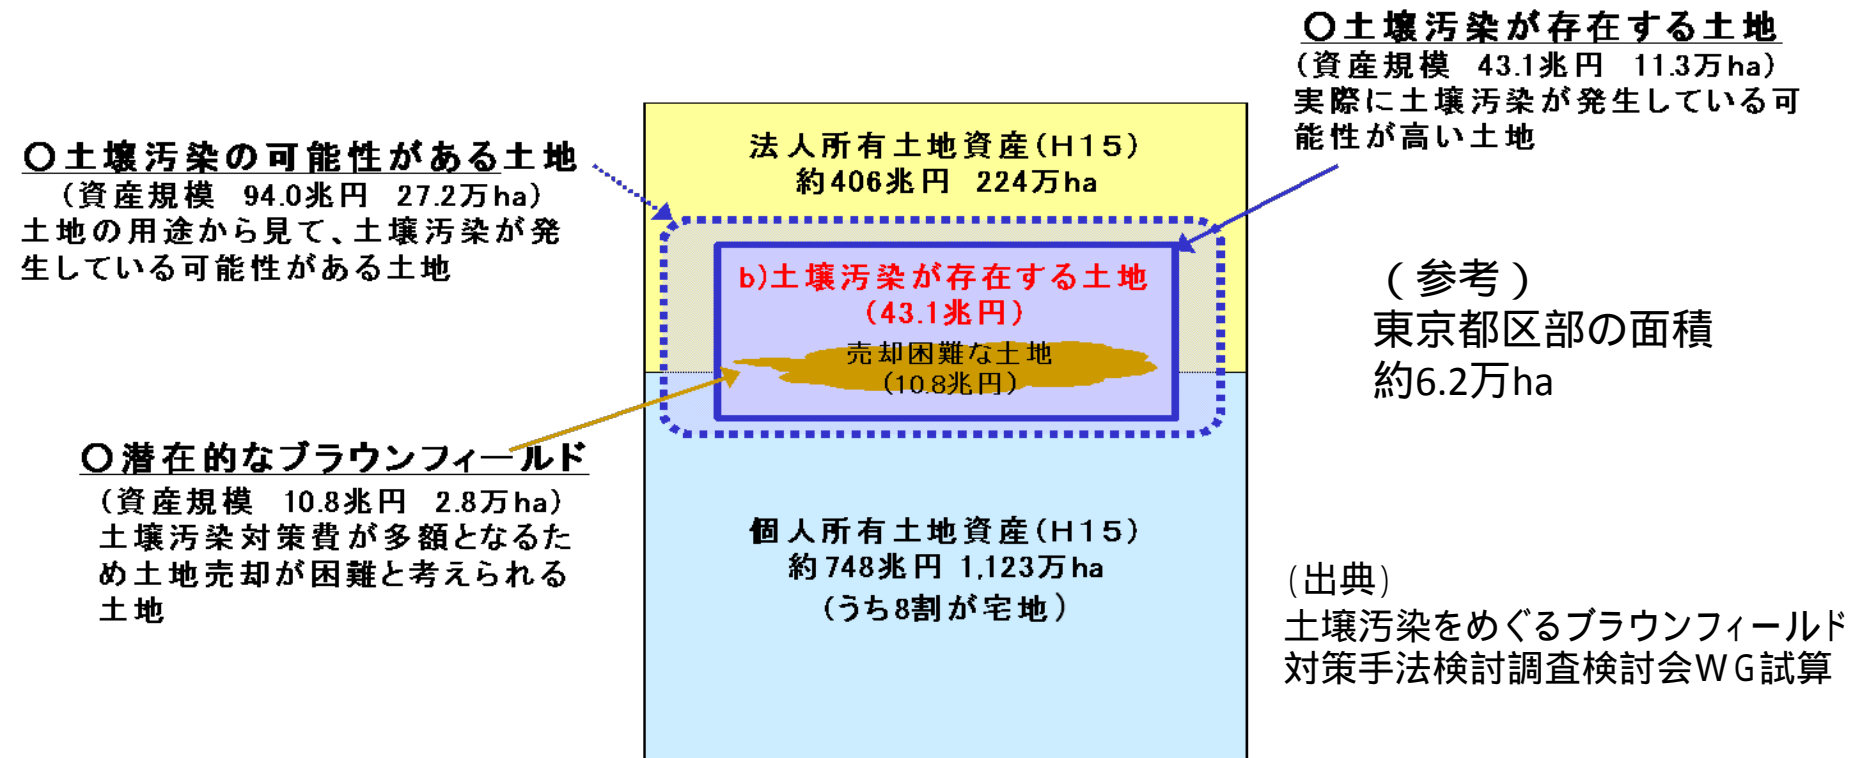 〇土壌汚染が存在する土地
(資産規模 43.1兆円 11.3万ha)
実際に土壌汚染が発生している可
能性が高い土地
〇土壌汚染の可能性がある土地
(資産規模 94.0兆円 27.2万ha)
土地の用途から見て、土壌汚染が発
生している可能性がある土地
法人所有土地資産(H15)
約406兆円 224万ha
b)土壌汚染が存在する土地
(43.1兆円)
売却困難な土地
(10.8兆円)
(参考)
東京都区部の面積
約6.2万ha
〇潜在的なブラウンフィールド
(資産規模 10.8兆円 2.8万ha)
土壌汚染対策費が多額となるた
め土地売却が困難と考えられる
土地
個人所有土地資産(H15)
約748兆円 1,123万ha
(うち8割が宅地)
(出典)
土壌汚染をめぐるブラウンフィールド
対策手法検討調査検討会WG試算